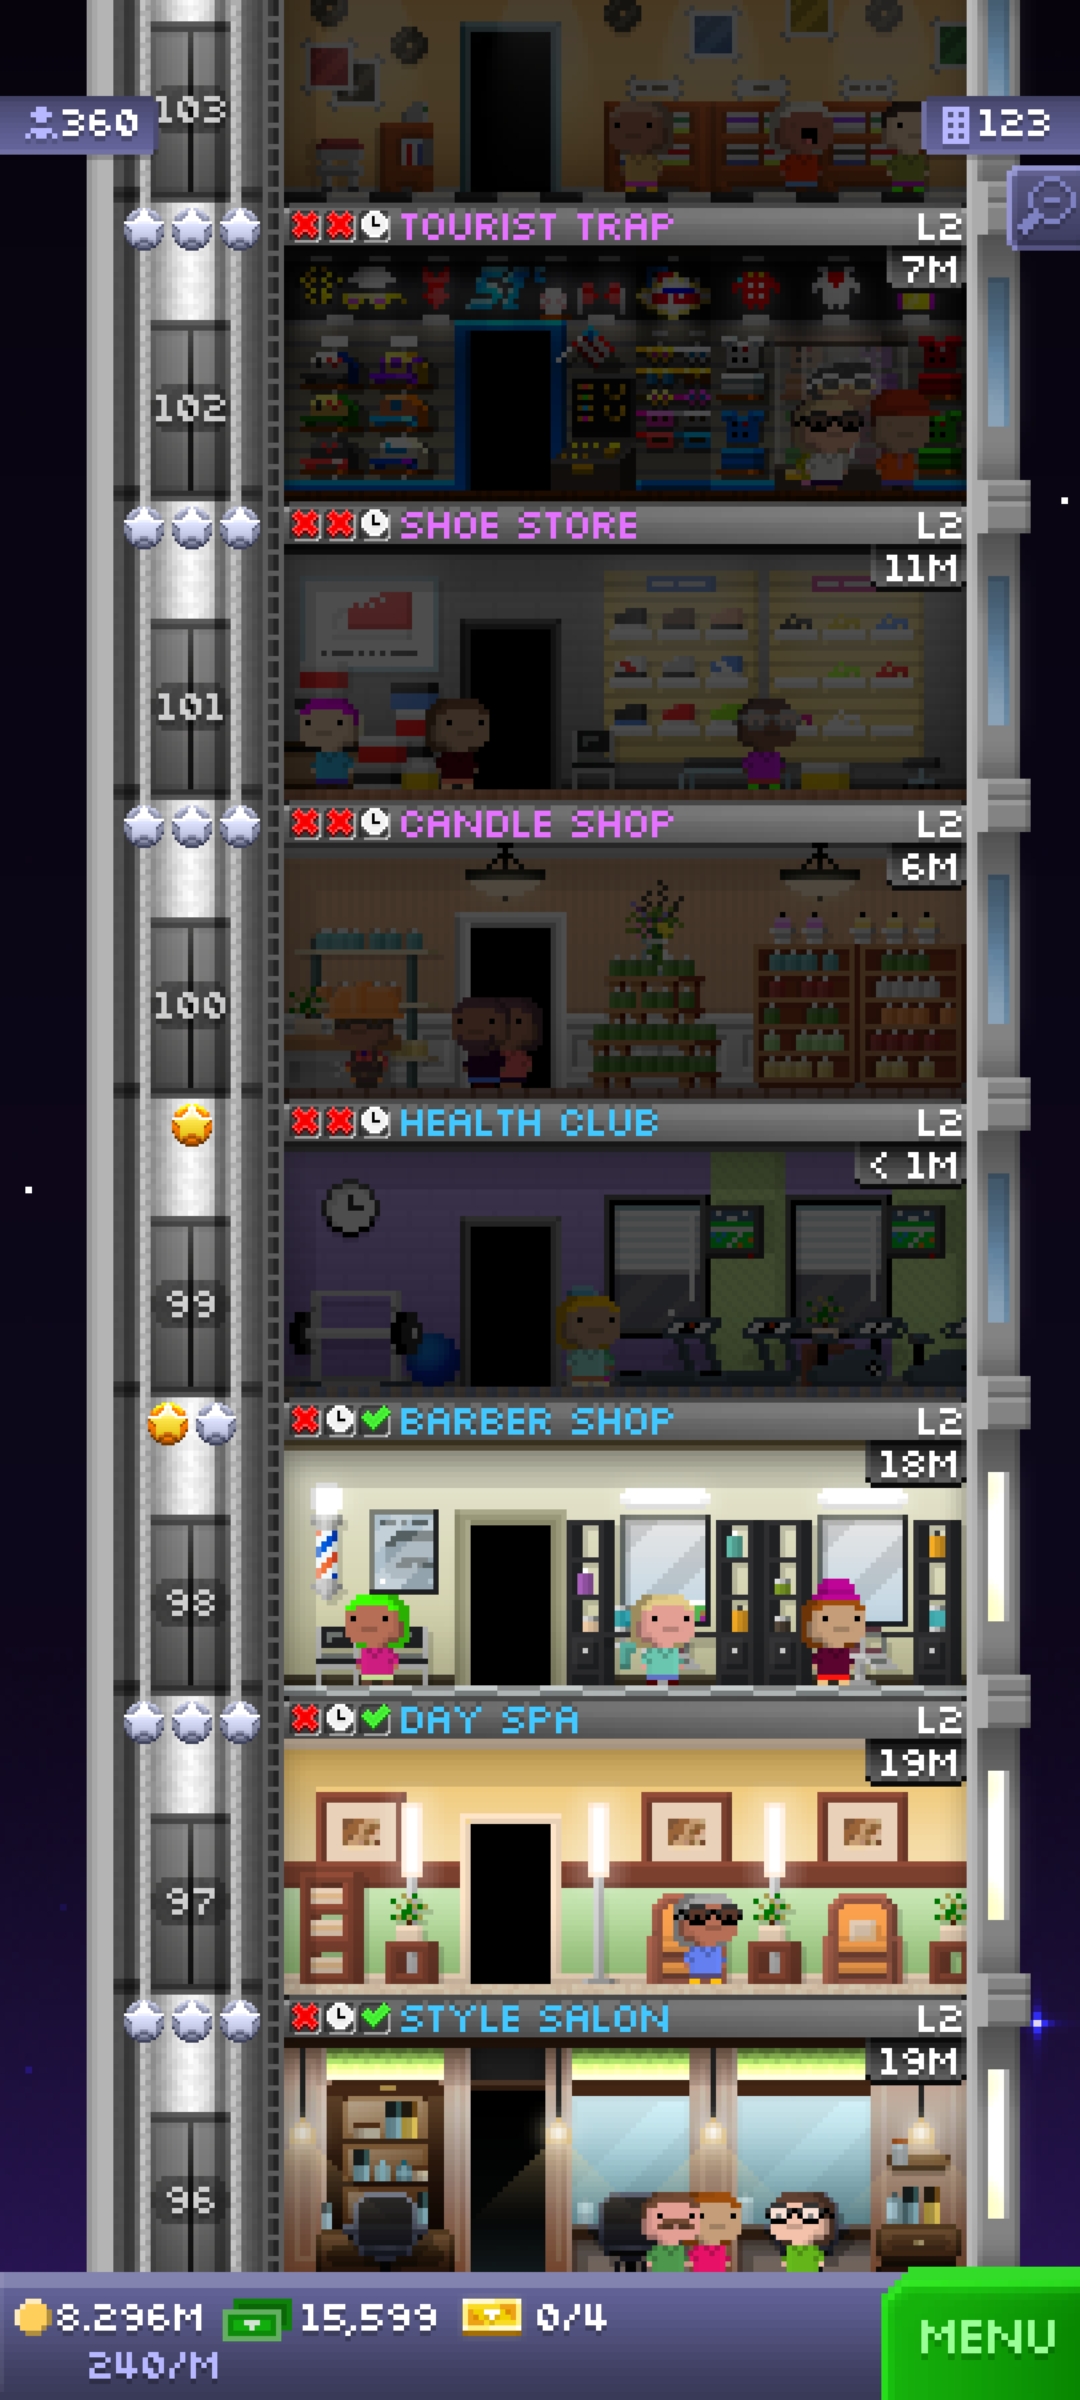 103
360
123
TOURIST TRAP L2
7M
102
SHOE STORE L2
11M
101
CANDLE SHOP L2
6M
100
HEALTH CLUB L2
< 1M
99
BARBER SHOP L2
18M
98
DAY SPA L2
19M
97
STYLE SALON L2
19M
96
8.296M 15,599 0/4
240/M
MENU